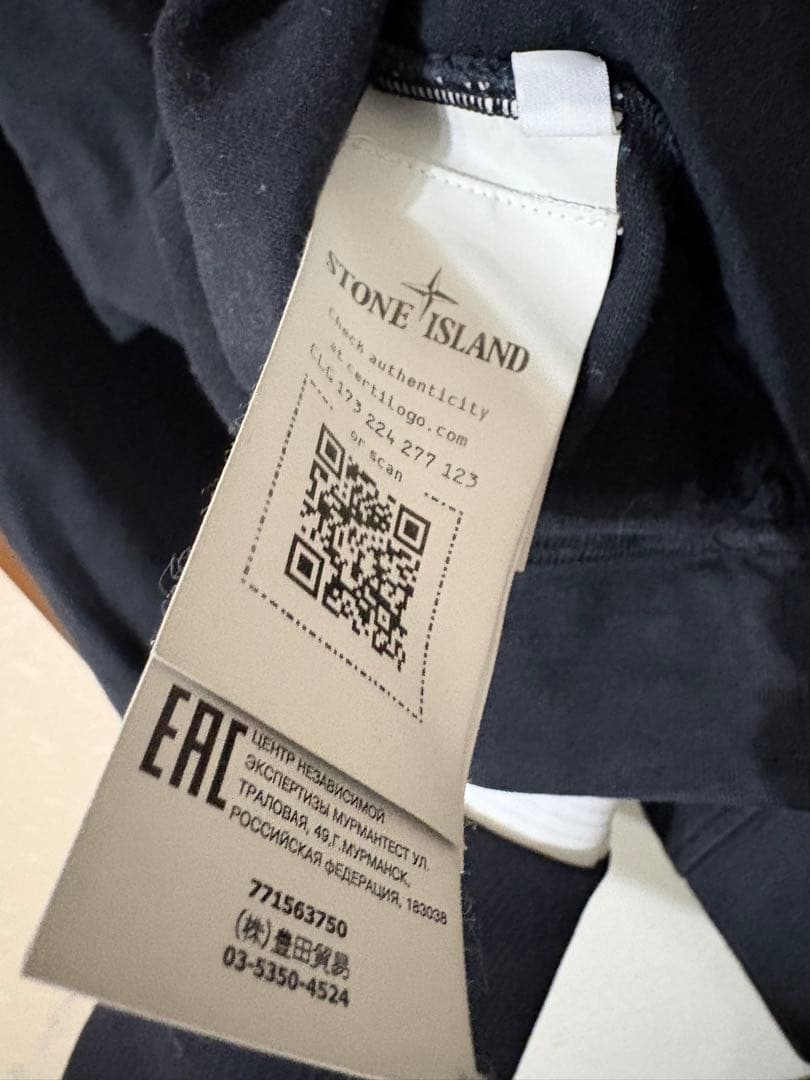 STONE ISLAND
Check authenticity
at certilogo.com
CLG 193 224 277 123
or scan
EAC
ЦЕНТР НЕЗАВИСИМОЙ
ЭКСПЕРТИЗЫ МУРМАНТЕСТ УЛ.
ТРАЛОВАЯ, 49,Г.МУРМАНСК,
РОССИЙСКАЯ ФЕДЕРАЦИЯ, 183038
771563750
(株)豊田貿易
03-5350-4524